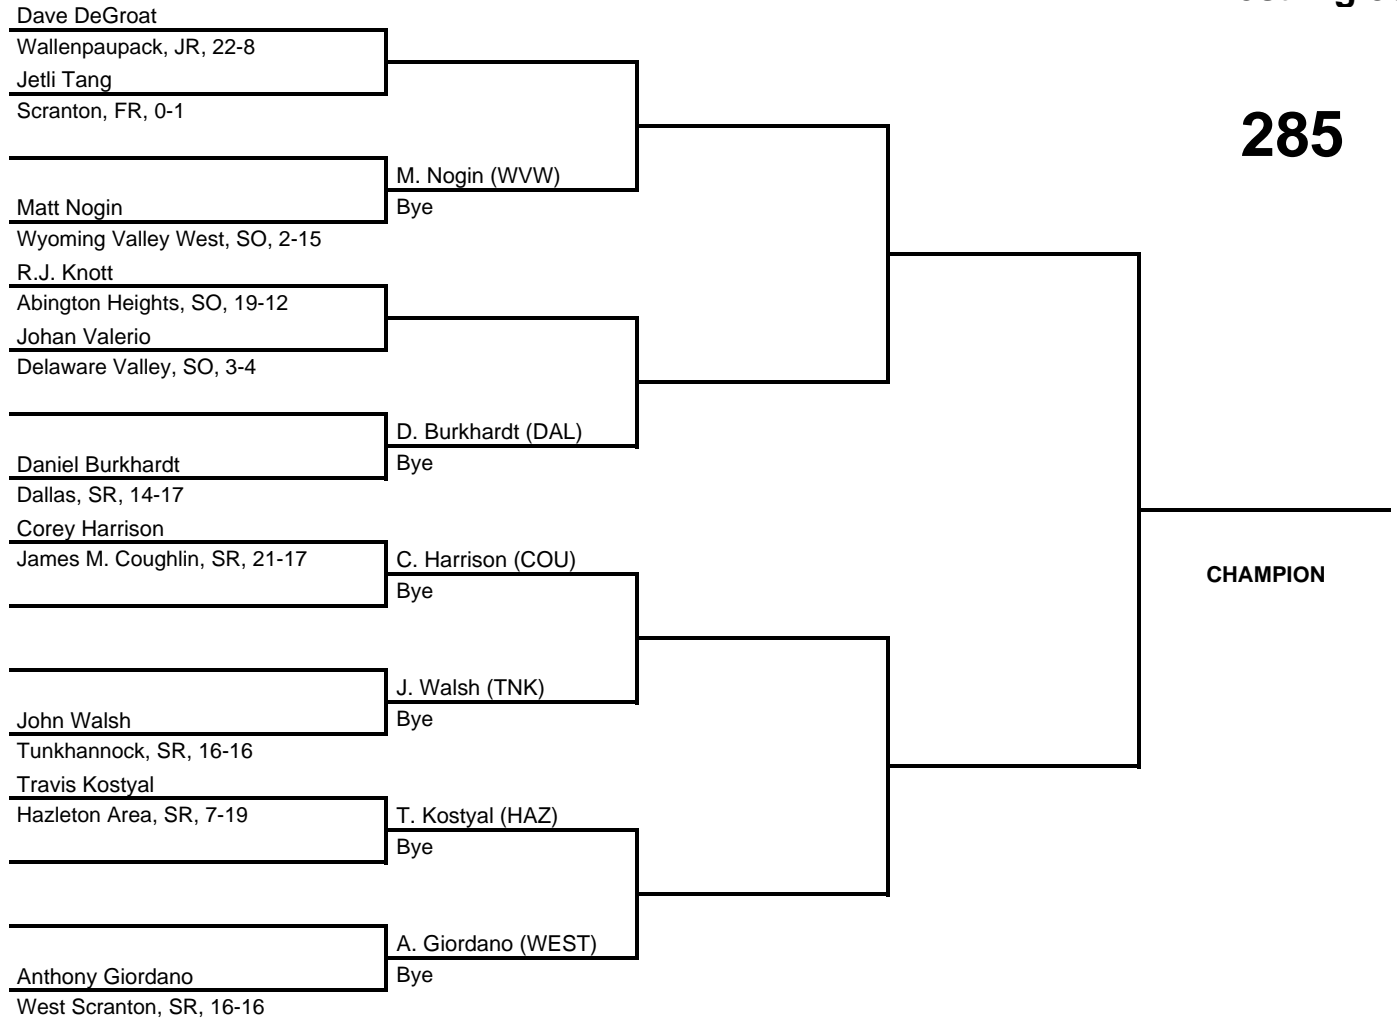 Dave DeGroat
Wallenpaupack, JR, 22-8
Jetli Tang
Scranton, FR, 0-1
285
M. Nogin (WVW)
Matt Nogin
Bye
Wyoming Valley West, SO, 2-15
R.J. Knott
Abington Heights, SO, 19-12
Johan Valerio
Delaware Valley, SO, 3-4
D. Burkhardt (DAL)
Daniel Burkhardt
Bye
Dallas, SR, 14-17
Corey Harrison
James M. Coughlin, SR, 21-17
C. Harrison (COU)
Bye
CHAMPION
J. Walsh (TNK)
John Walsh
Bye
Tunkhannock, SR, 16-16
Travis Kostyal
Hazleton Area, SR, 7-19
T. Kostyal (HAZ)
Bye
A. Giordano (WEST)
Anthony Giordano
Bye
West Scranton, SR, 16-16